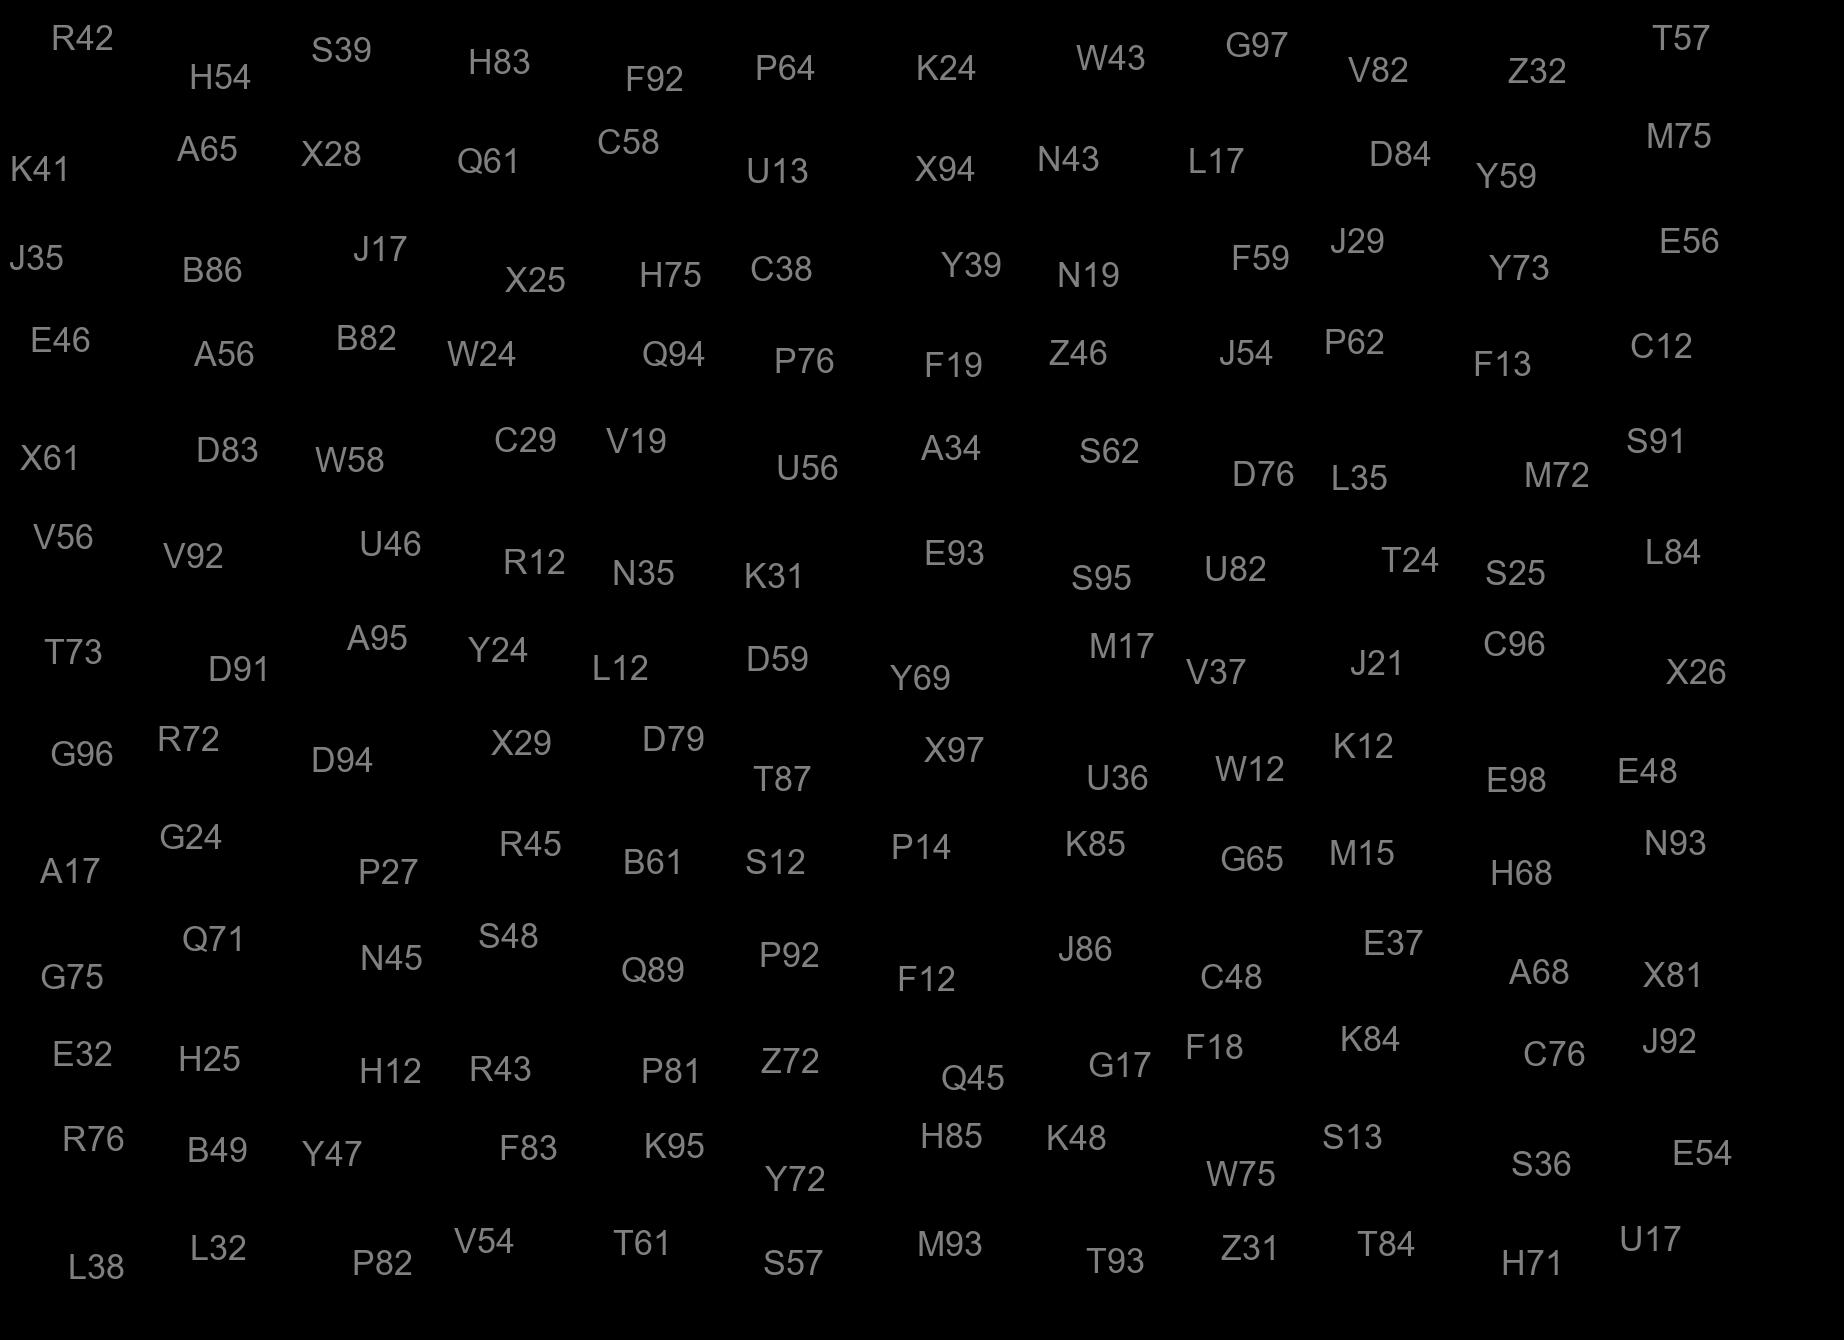 R42 H54 S39 H83 F92 P64 K24 W43 G97 V82 Z32 T57
K41 A65 X28 Q61 C58 U13 X94 N43 L17 D84 Y59 M75
J35 B86 J17 X25 H75 C38 Y39 N19 F59 J29 Y73 E56
E46 A56 B82 W24 Q94 P76 F19 Z46 J54 P62 F13 C12
X61 D83 W58 C29 V19 U56 A34 S62 D76 L35 M72 S91
V56 V92 U46 R12 N35 K31 E93 S95 U82 T24 S25 L84
T73 D91 A95 Y24 L12 D59 Y69 M17 V37 J21 C96 X26
G96 R72 D94 X29 D79 T87 X97 U36 W12 K12 E98 E48
A17 G24 P27 R45 B61 S12 P14 K85 G65 M15 H68 N93
G75 Q71 N45 S48 Q89 P92 F12 J86 C48 E37 A68 X81
E32 H25 H12 R43 P81 Z72 Q45 G17 F18 K84 C76 J92
R76 B49 Y47 F83 K95 Y72 H85 K48 W75 S13 S36 E54
L38 L32 P82 V54 T61 S57 M93 T93 Z31 T84 H71 U17